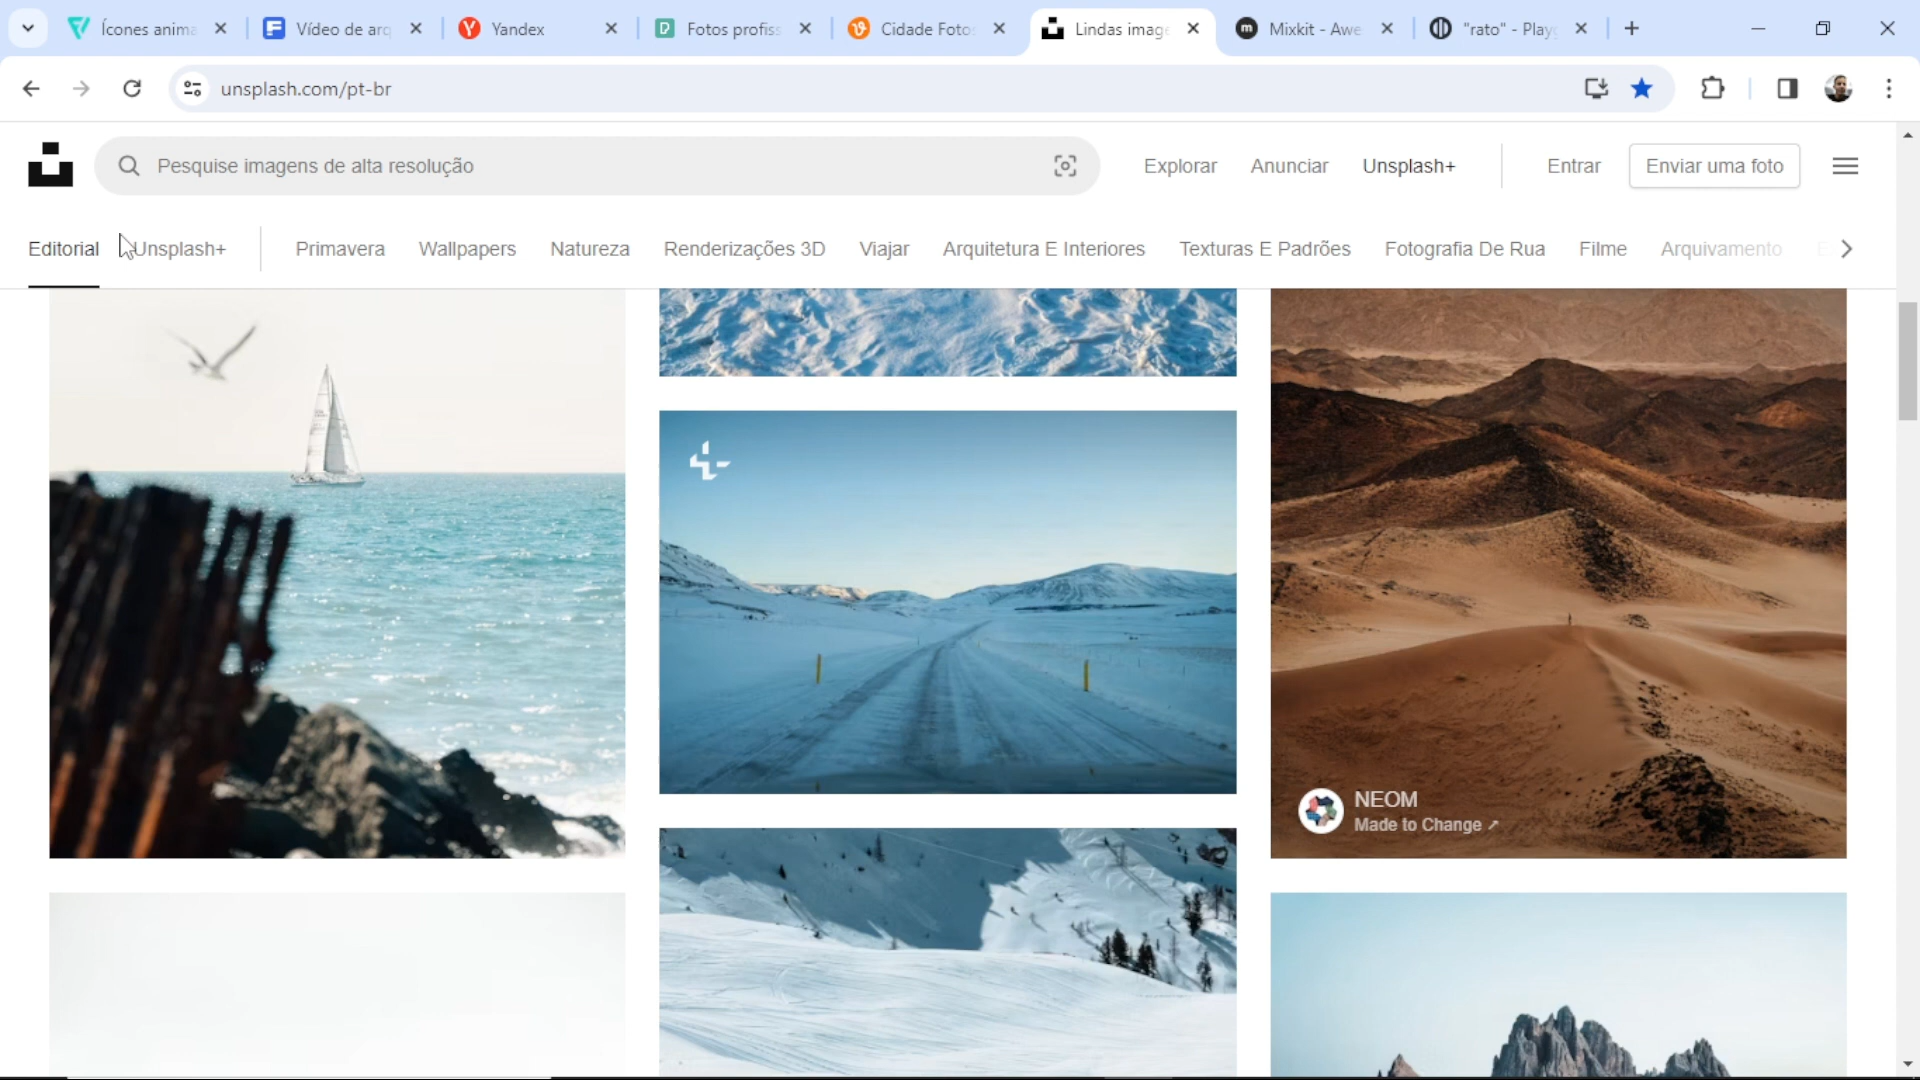 Ícones anima
Vídeo de arq
Yandex
Fotos profiss
Cidade Foto
Lindas image
Mixkit - Awe
"rato" - Play
unsplash.com/pt-br
Pesquise imagens de alta resolução
Explorar
Anunciar
Unsplash+
Entrar
Enviar uma foto
Editorial
Unsplash+
Primavera
Wallpapers
Natureza
Renderizações 3D
Viajar
Arquitetura E Interiores
Texturas E Padrões
Fotografia De Rua
Filme
Arquivamento
NEOM
Made to Change ↗